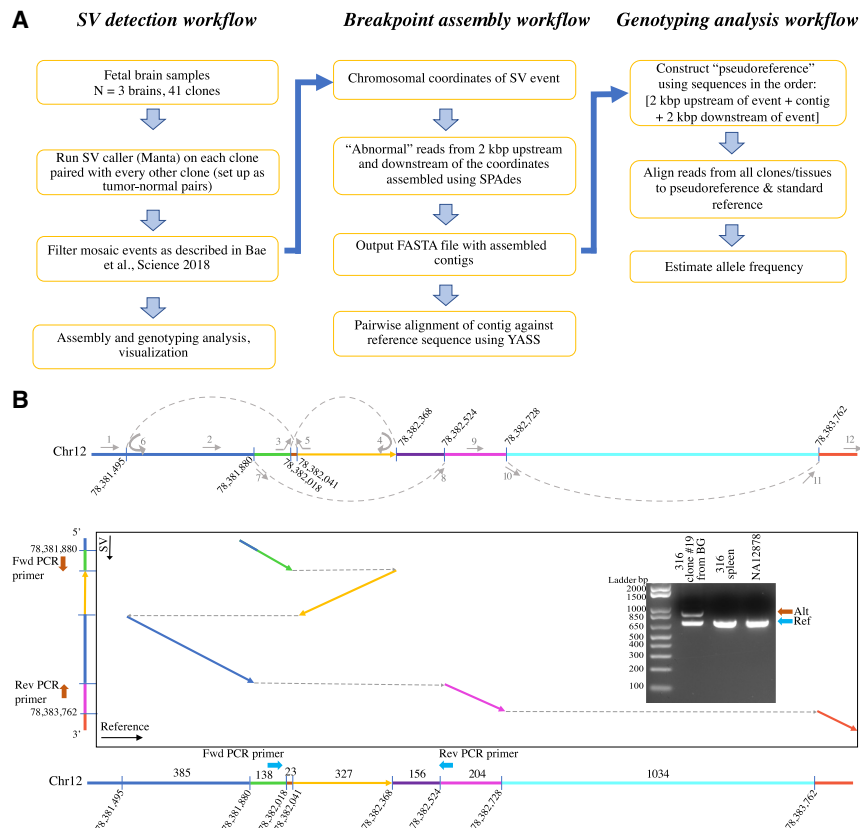 A
SV detection workflow
Breakpoint assembly workflow
Genotyping analysis workflow
Fetal brain samples
N = 3 brains, 41 clones
Run SV caller (Manta) on each clone
paired with every other clone (set up as
tumor-normal pairs)
Filter mosaic events as described in Bae
et al., Science 2018
Assembly and genotyping analysis,
visualization
Chromosomal coordinates of SV event
“Abnormal” reads from 2 kbp upstream
and downstream of the coordinates
assembled using SPAdes
Output FASTA file with assembled
contigs
Pairwise alignment of contig against
reference sequence using YASS
Construct “pseudoreference”
using sequences in the order:
[2 kbp upstream of event + contig
+ 2 kbp downstream of event]
Align reads from all clones/tissues
to pseudoreference & standard
reference
Estimate allele frequency
B
Chr12
1
6
2
3
5
4
7
8
9
10
11
12
78,381,495
78,381,880
78,382,018
78,382,041
78,382,368
78,382,524
78,382,728
78,383,762
5'
78,381,880
Fwd PCR
primer
Rev PCR
primer
78,383,762
3'
SV
Reference
316
clone #19
from BG
316
spleen
NA12878
Ladder bp
2000
1500
1000
850
650
500
400
300
200
100
Alt
Ref
Fwd PCR primer
Rev PCR primer
Chr12
385
138
23
327
156
204
1034
78,381,495
78,381,880
78,382,018
78,382,041
78,382,368
78,382,524
78,382,728
78,383,762